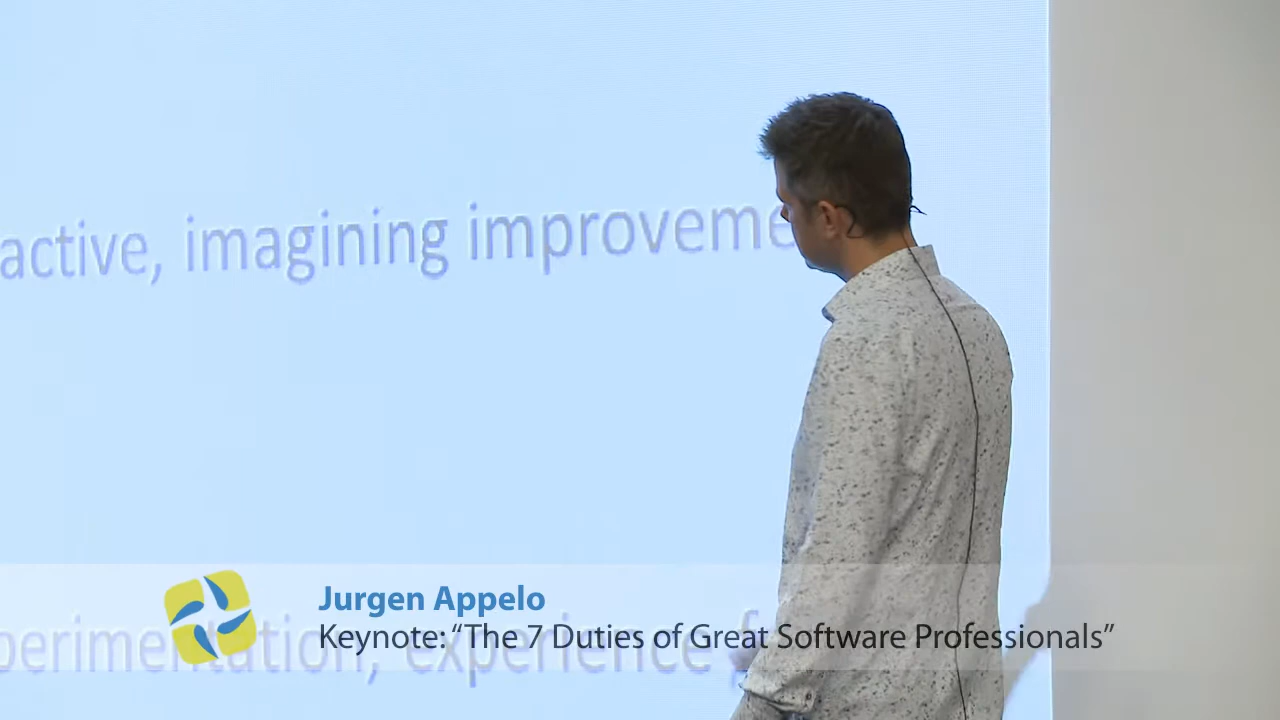 active, imagining improveme
Jurgen Appelo
Keynote: “The 7 Duties of Great Software Professionals”
perimentation, experience f